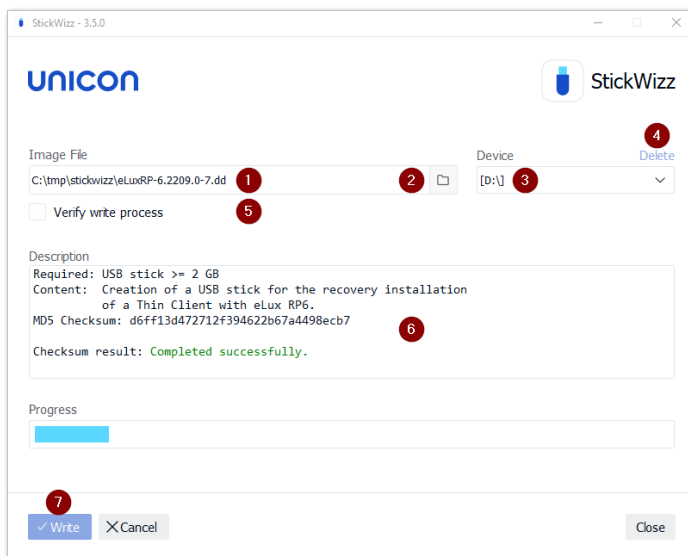 StickWizz - 3.5.0
unicon
StickWizz
4
Image File
Device
Delete
C:\tmp\stickwizz\eLuxRP-6.2209.0-7.dd
1
2
[D:\]
3
Verify write process
5
Description
Required: USB stick >= 2 GB
Content: Creation of a USB stick for the recovery installation
of a Thin Client with eLux RP6.
MD5 Checksum: d6ff13d472712f394622b67a4498ecb7
6
Checksum result: Completed successfully.
Progress
7
Write
Cancel
Close